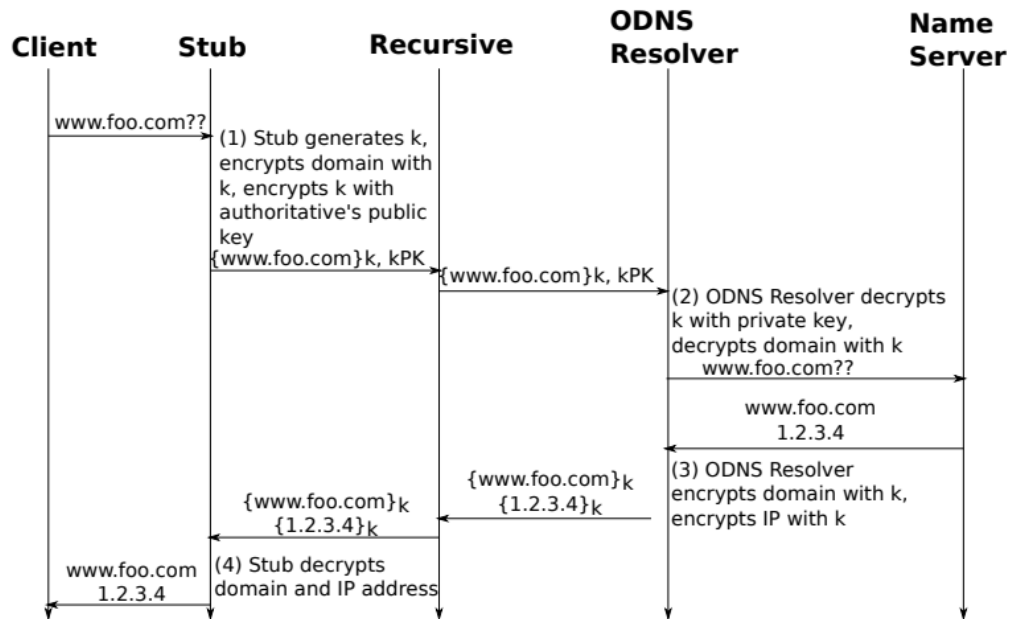 Client
Stub
Recursive
ODNS
Resolver
Name
Server
www.foo.com??
(1) Stub generates k,
encrypts domain with
k, encrypts k with
authoritative's public
key
{www.foo.com}k, kPK
{www.foo.com}k, kPK
(2) ODNS Resolver decrypts
k with private key,
decrypts domain with k
www.foo.com??
www.foo.com
1.2.3.4
(3) ODNS Resolver
encrypts domain with k,
encrypts IP with k
{www.foo.com}k
{1.2.3.4}k
{www.foo.com}k
{1.2.3.4}k
(4) Stub decrypts
domain and IP address
www.foo.com
1.2.3.4